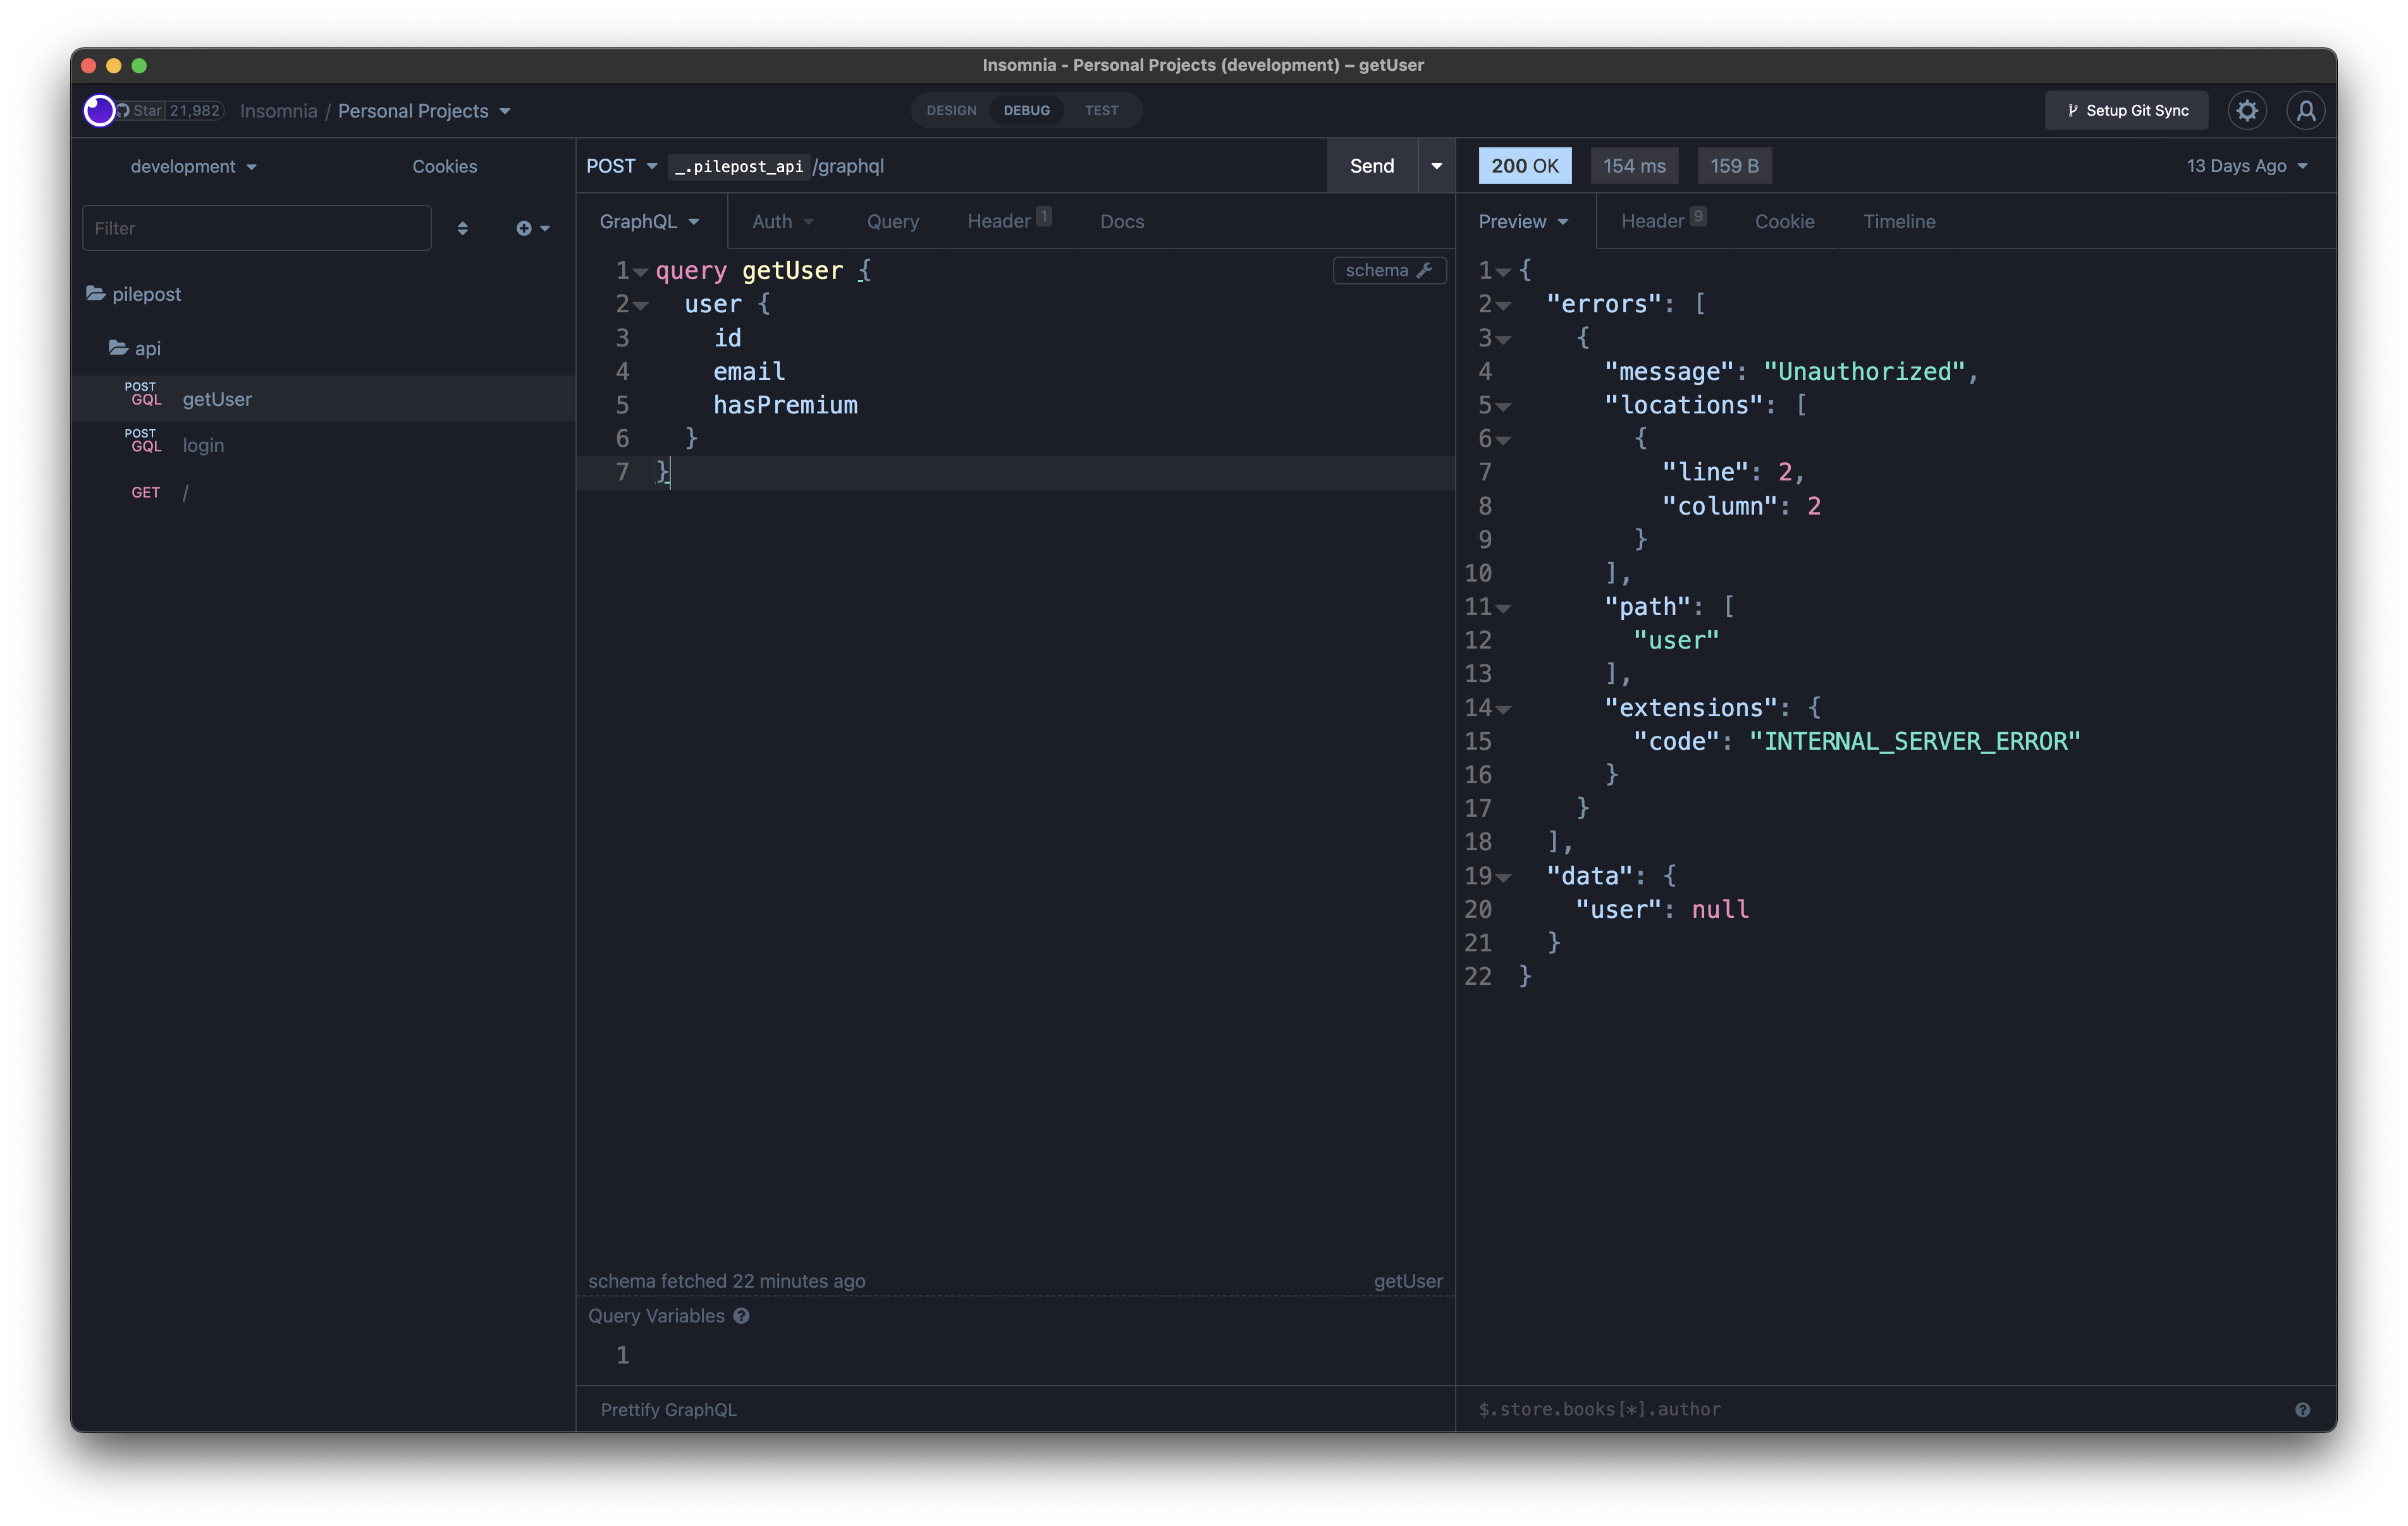 Insomnia - Personal Projects (development) – getUser
Star 21,982 Insomnia / Personal Projects
DESIGN DEBUG TEST
Setup Git Sync
development Cookies
Filter
pilepost
api
POST GQL getUser
POST GQL login
GET /
POST _.pilepost_api /graphql Send
GraphQL Auth Query Header 1 Docs
schema
1 query getUser {
2 user {
3 id
4 email
5 hasPremium
6 }
7 }
schema fetched 22 minutes ago getUser
Query Variables ?
1
Prettify GraphQL
200 OK 154 ms 159 B 13 Days Ago
Preview Header 9 Cookie Timeline
1 {
2 "errors": [
3 {
4 "message": "Unauthorized",
5 "locations": [
6 {
7 "line": 2,
8 "column": 2
9 }
10 ],
11 "path": [
12 "user"
13 ],
14 "extensions": {
15 "code": "INTERNAL_SERVER_ERROR"
16 }
17 }
18 ],
19 "data": {
20 "user": null
21 }
22 }
$.store.books[*].author ?